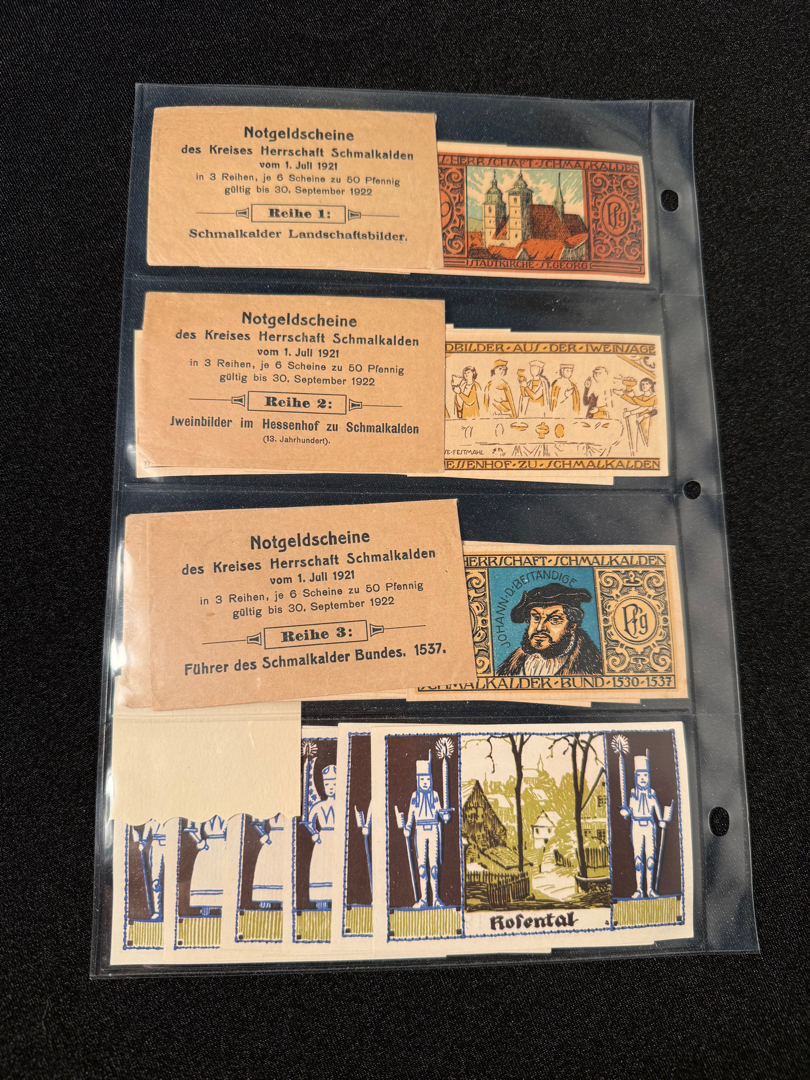 Notgeldscheine
des Kreises Herrschaft Schmalkalden
vom 1. Juli 1921
in 3 Reihen, je 6 Scheine zu 50 Pfennig
gültig bis 30. September 1922
Reihe 1:
Schmalkalder Landschaftsbilder.
HERRSCHAFT·SCHMALKALDEN
Pfg
STADTKIRCHE·ST.GEORG
Notgeldscheine
des Kreises Herrschaft Schmalkalden
vom 1. Juli 1921
in 3 Reihen, je 6 Scheine zu 50 Pfennig
gültig bis 30. September 1922
Reihe 2:
Jweinbilder im Hessenhof zu Schmalkalden
(13. Jahrhundert).
DBILDER·AUS·DER·IWEINSAGE
FESTMAHL
ESSENHOF·ZU·SCHMALKALDEN
Notgeldscheine
des Kreises Herrschaft Schmalkalden
vom 1. Juli 1921
in 3 Reihen, je 6 Scheine zu 50 Pfennig
gültig bis 30. September 1922
Reihe 3:
Führer des Schmalkalder Bundes. 1537.
HERRSCHAFT·SCHMALKALDEN
JOHANN·D·BESTÄNDIGE
Pfg
SCHMALKALDER·BUND·1530-1537
Rosental